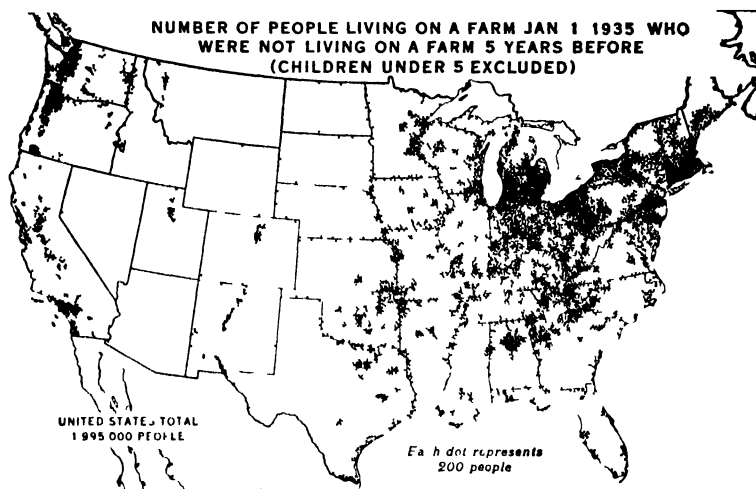 NUMBER OF PEOPLE LIVING ON A FARM JAN 1 1935 WHO
WERE NOT LIVING ON A FARM 5 YEARS BEFORE
(CHILDREN UNDER 5 EXCLUDED)
UNITED STATES TOTAL
1 995 000 PEOPLE
Ea h dot represents
200 people